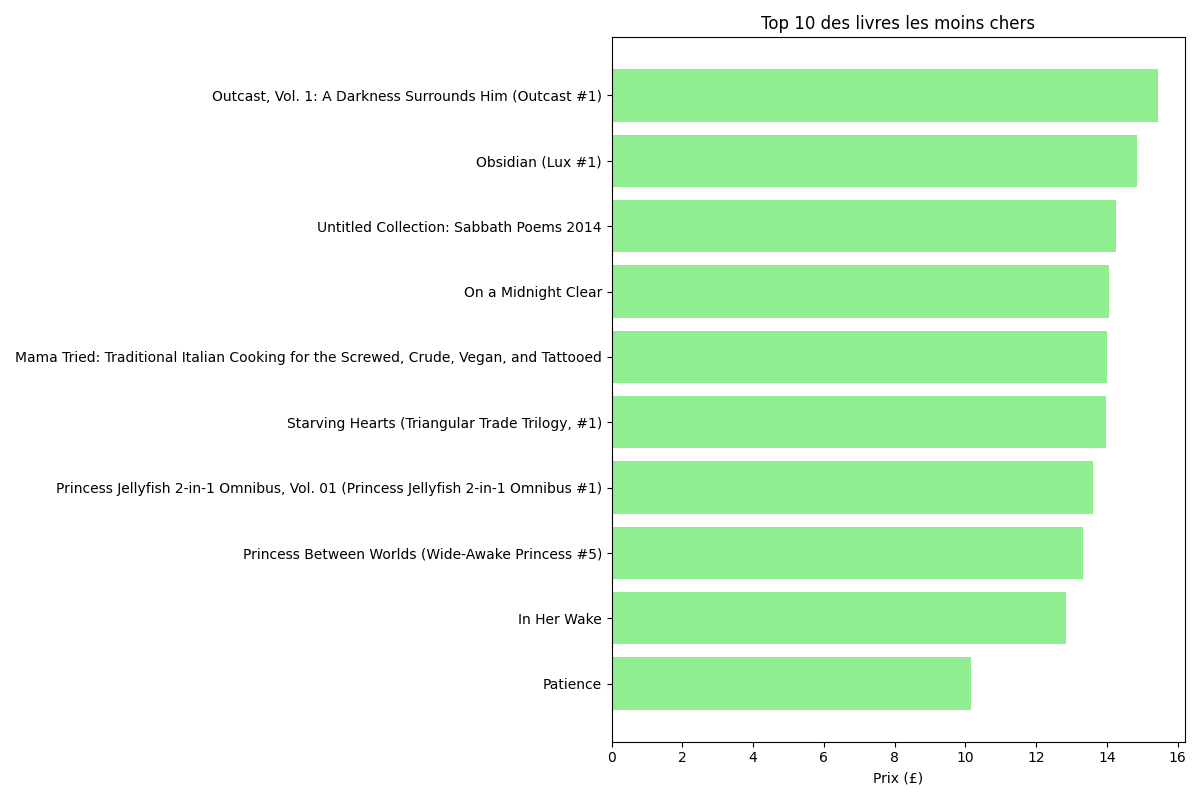 Top 10 des livres les moins chers
Outcast, Vol. 1: A Darkness Surrounds Him (Outcast #1)
Obsidian (Lux #1)
Untitled Collection: Sabbath Poems 2014
On a Midnight Clear
Mama Tried: Traditional Italian Cooking for the Screwed, Crude, Vegan, and Tattooed
Starving Hearts (Triangular Trade Trilogy, #1)
Princess Jellyfish 2-in-1 Omnibus, Vol. 01 (Princess Jellyfish 2-in-1 Omnibus #1)
Princess Between Worlds (Wide-Awake Princess #5)
In Her Wake
Patience
0 2 4 6 8 10 12 14 16
Prix (£)